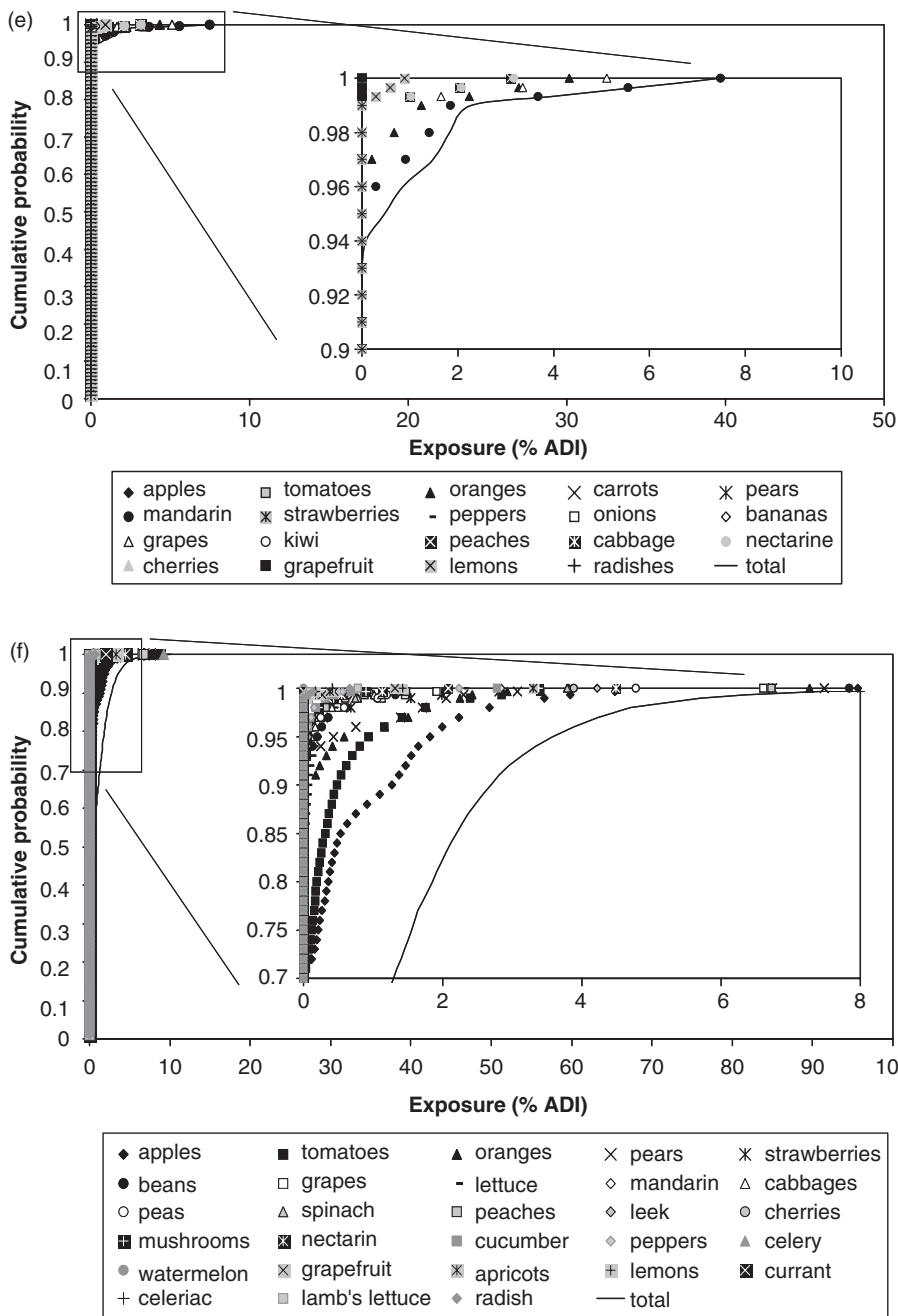 (e)
Cumulative probability
1
0.9
0.8
0.7
0.6
0.5
0.4
0.3
0.2
0.1
0
1
0.98
0.96
0.94
0.92
0.9
0 2 4 6 8 10
0 10 20 30 40 50
Exposure (% ADI)
apples tomatoes oranges carrots pears
mandarin strawberries peppers onions bananas
grapes kiwi peaches cabbage nectarine
cherries grapefruit lemons radishes total
(f)
Cumulative probability
1
0.9
0.8
0.7
0.6
0.5
0.4
0.3
0.2
0.1
0
1
0.95
0.9
0.85
0.8
0.75
0.7
0 2 4 6 8
0 10 20 30 40 50 60 70 80 90 10
Exposure (% ADI)
apples tomatoes oranges pears strawberries
beans grapes lettuce mandarin cabbages
peas spinach peaches leek cherries
mushrooms nectarin cucumber peppers celery
watermelon grapefruit apricots lemons currant
celeriac lamb's lettuce radish total